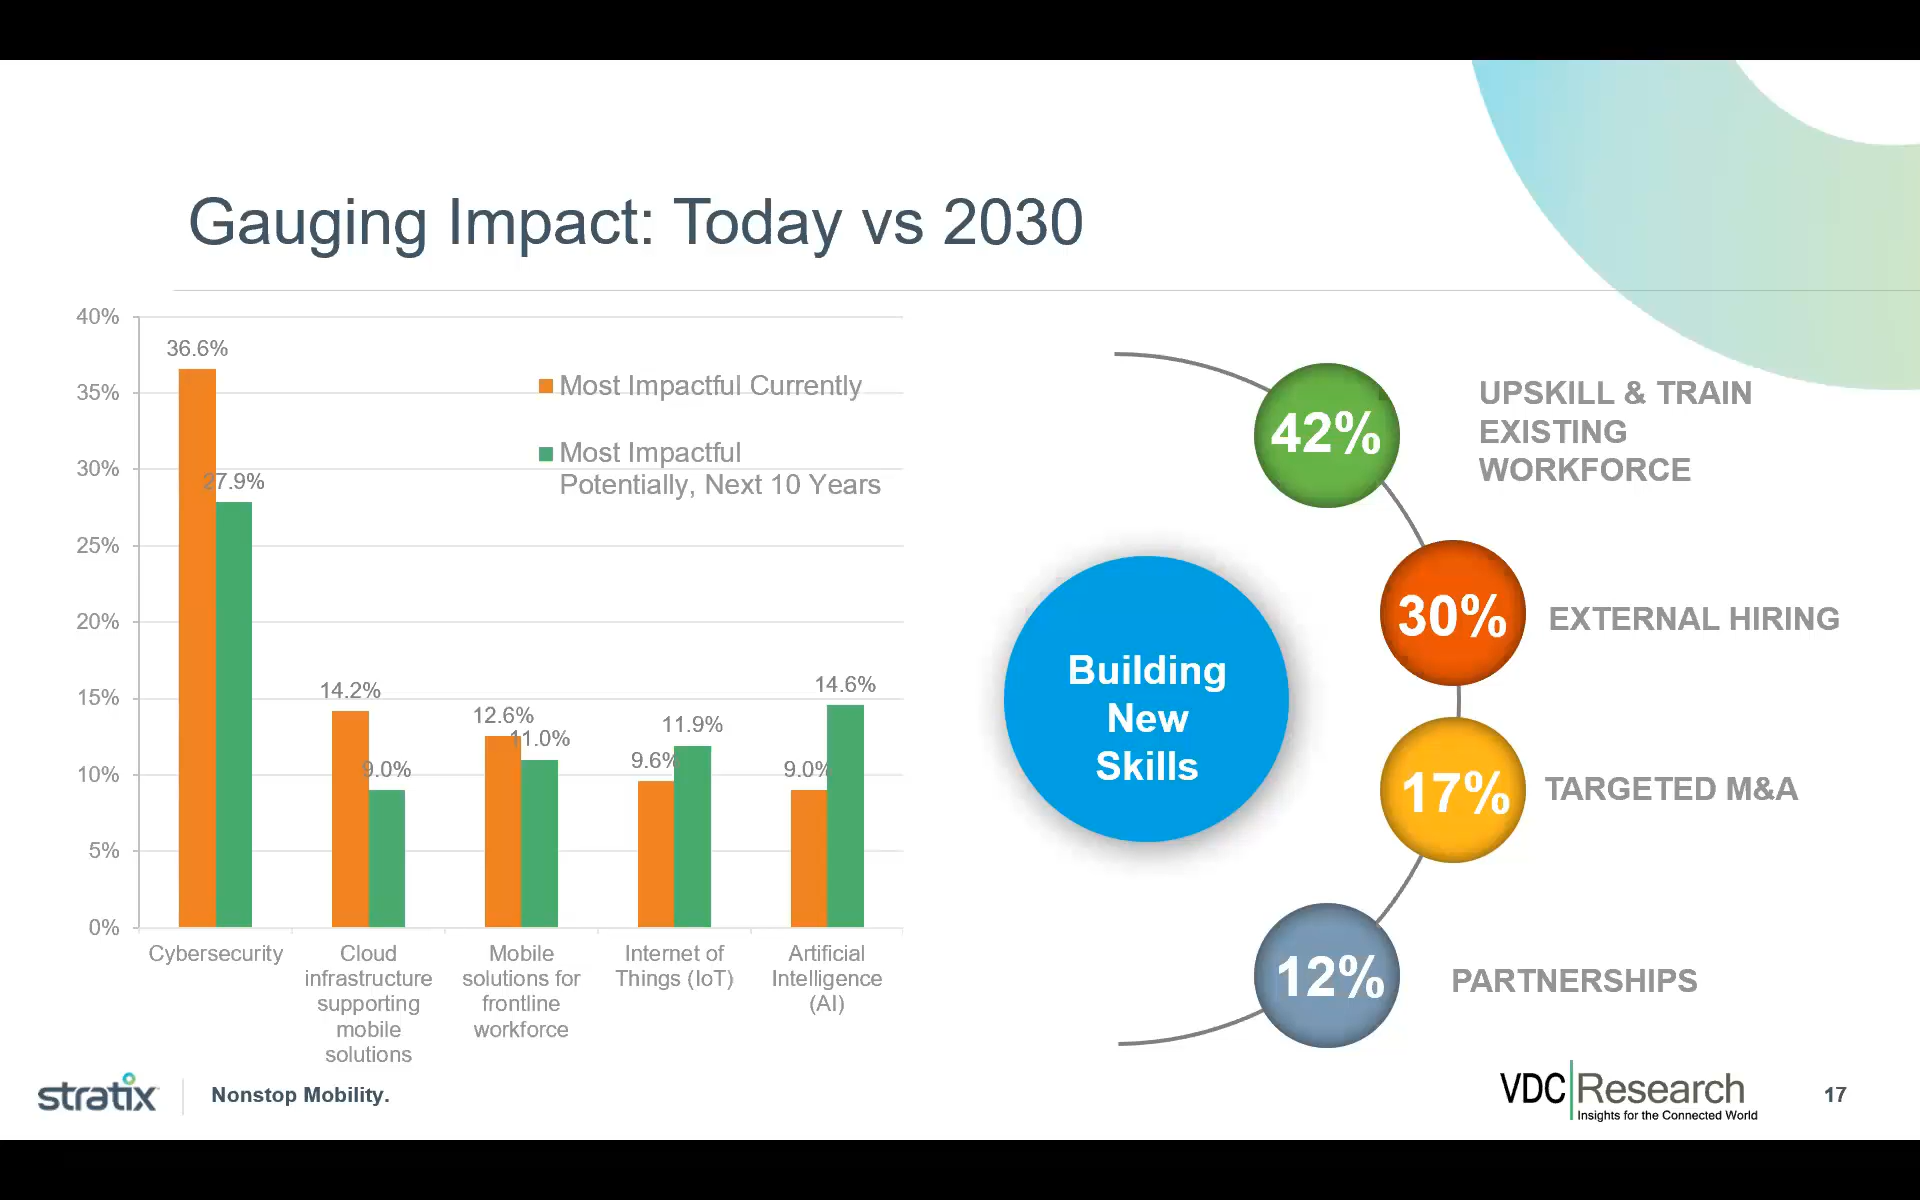 Gauging Impact: Today vs 2030
40%
35%
30%
25%
20%
15%
10%
5%
0%
36.6%
27.9%
14.2%
9.0%
12.6%
11.0%
9.6%
11.9%
9.0%
14.6%
Most Impactful Currently
Most Impactful
Potentially, Next 10 Years
Cybersecurity
Cloud
infrastructure
supporting
mobile
solutions
Mobile
solutions for
frontline
workforce
Internet of
Things (IoT)
Artificial
Intelligence
(AI)
Building
New
Skills
42%
UPSKILL & TRAIN
EXISTING
WORKFORCE
30%
EXTERNAL HIRING
17%
TARGETED M&A
12%
PARTNERSHIPS
stratix
Nonstop Mobility.
VDC Research
Insights for the Connected World
17